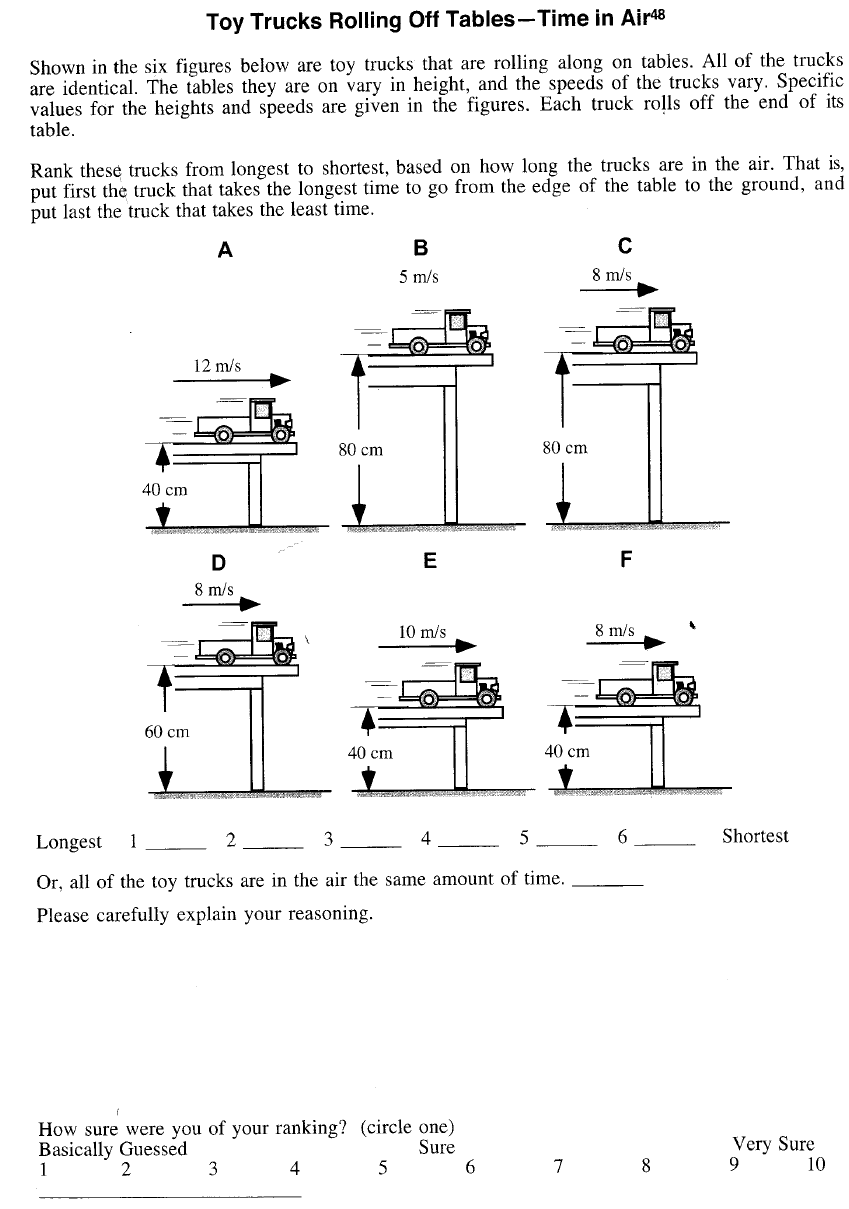 Toy Trucks Rolling Off Tables—Time in Air48
Shown in the six figures below are toy trucks that are rolling along on tables. All of the trucks
are identical. The tables they are on vary in height, and the speeds of the trucks vary. Specific
values for the heights and speeds are given in the figures. Each truck rolls off the end of its
table.
Rank these trucks from longest to shortest, based on how long the trucks are in the air. That is,
put first the truck that takes the longest time to go from the edge of the table to the ground, and
put last the truck that takes the least time.
A B C
5 m/s 8 m/s
12 m/s
80 cm 80 cm
40 cm
D E F
8 m/s
10 m/s 8 m/s
60 cm
40 cm 40 cm
Longest 1 ______ 2 ______ 3 ______ 4 ______ 5 ______ 6 ______ Shortest
Or, all of the toy trucks are in the air the same amount of time. _______
Please carefully explain your reasoning.
How sure were you of your ranking? (circle one)
Basically Guessed Sure Very Sure
1 2 3 4 5 6 7 8 9 10